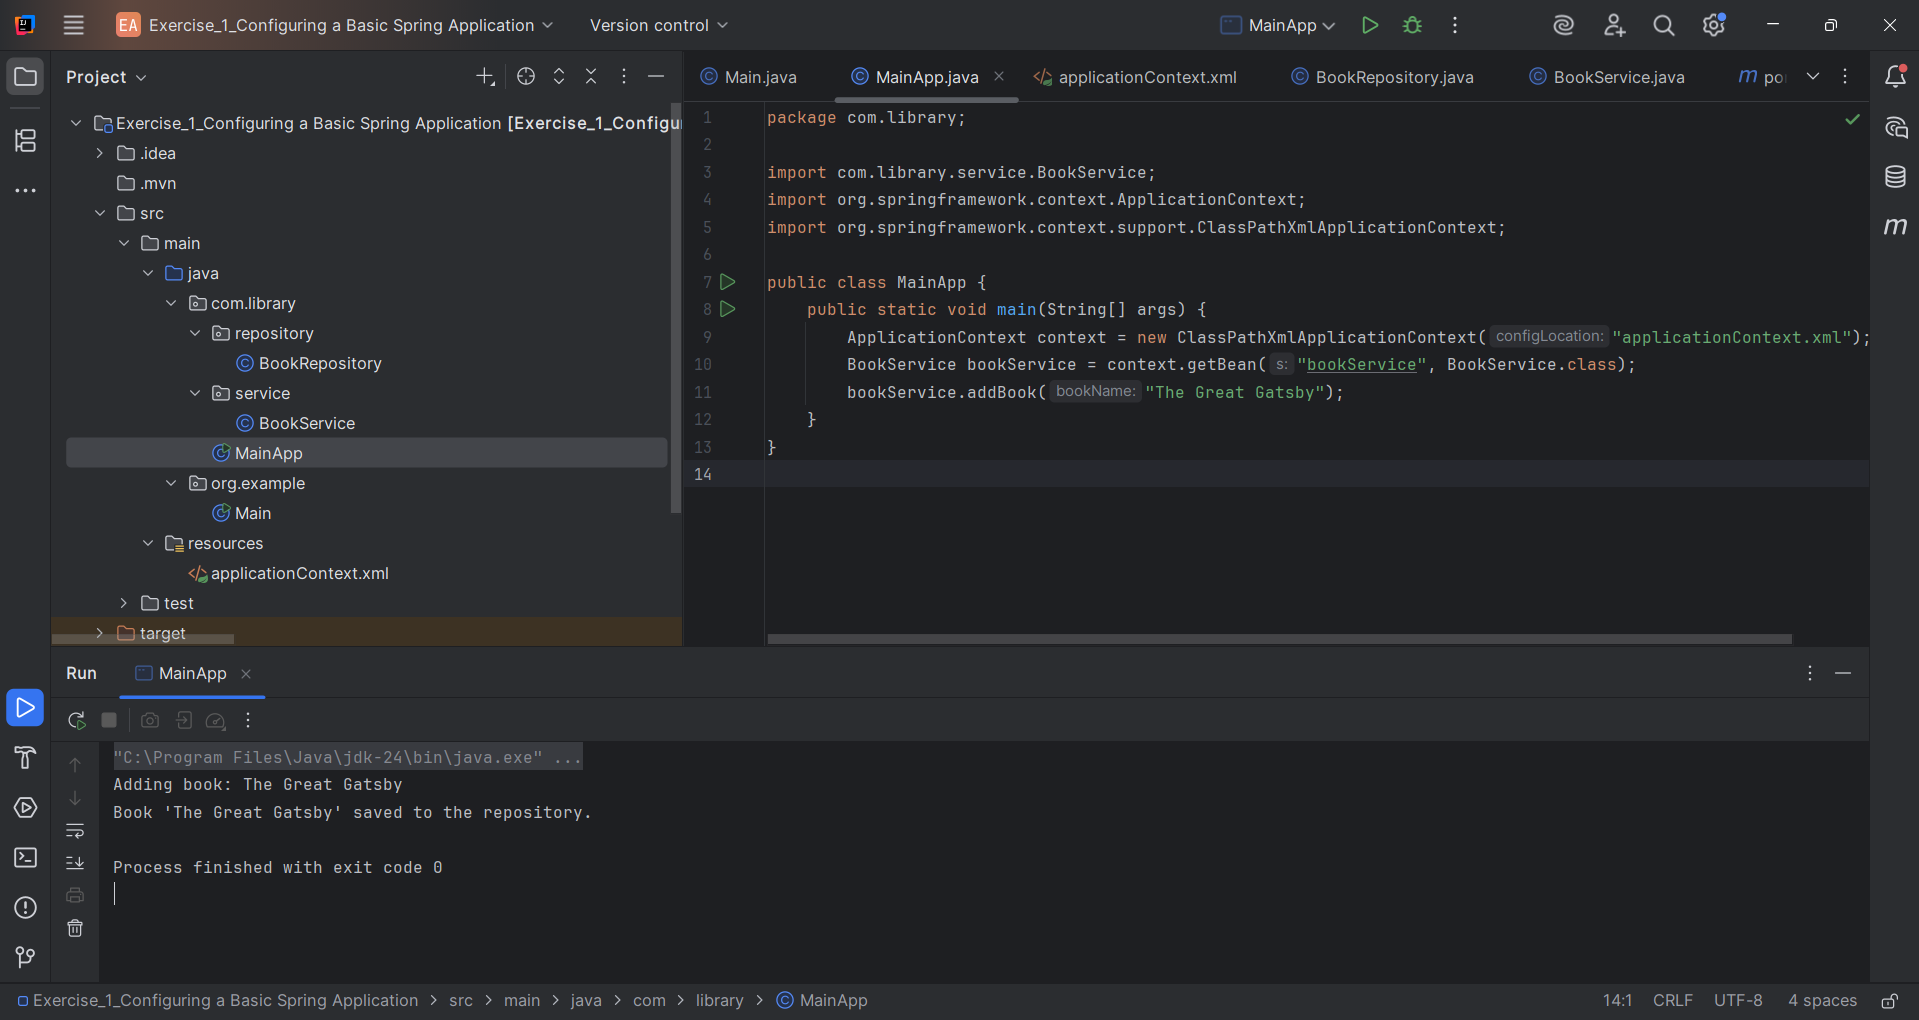 EA Exercise_1_Configuring a Basic Spring Application Version control MainApp
Project
Exercise_1_Configuring a Basic Spring Application [Exercise_1_Configu
.idea
.mvn
src
main
java
com.library
repository
BookRepository
service
BookService
MainApp
org.example
Main
resources
applicationContext.xml
test
target
Main.java MainApp.java applicationContext.xml BookRepository.java BookService.java m po
1 package com.library;
2
3 import com.library.service.BookService;
4 import org.springframework.context.ApplicationContext;
5 import org.springframework.context.support.ClassPathXmlApplicationContext;
6
7 public class MainApp {
8 public static void main(String[] args) {
9 ApplicationContext context = new ClassPathXmlApplicationContext( configLocation: "applicationContext.xml");
10 BookService bookService = context.getBean( s: "bookService", BookService.class);
11 bookService.addBook( bookName: "The Great Gatsby");
12 }
13 }
14
m
Run MainApp
"C:\Program Files\Java\jdk-24\bin\java.exe" ...
Adding book: The Great Gatsby
Book 'The Great Gatsby' saved to the repository.
Process finished with exit code 0
Exercise_1_Configuring a Basic Spring Application > src > main > java > com > library > MainApp 14:1 CRLF UTF-8 4 spaces